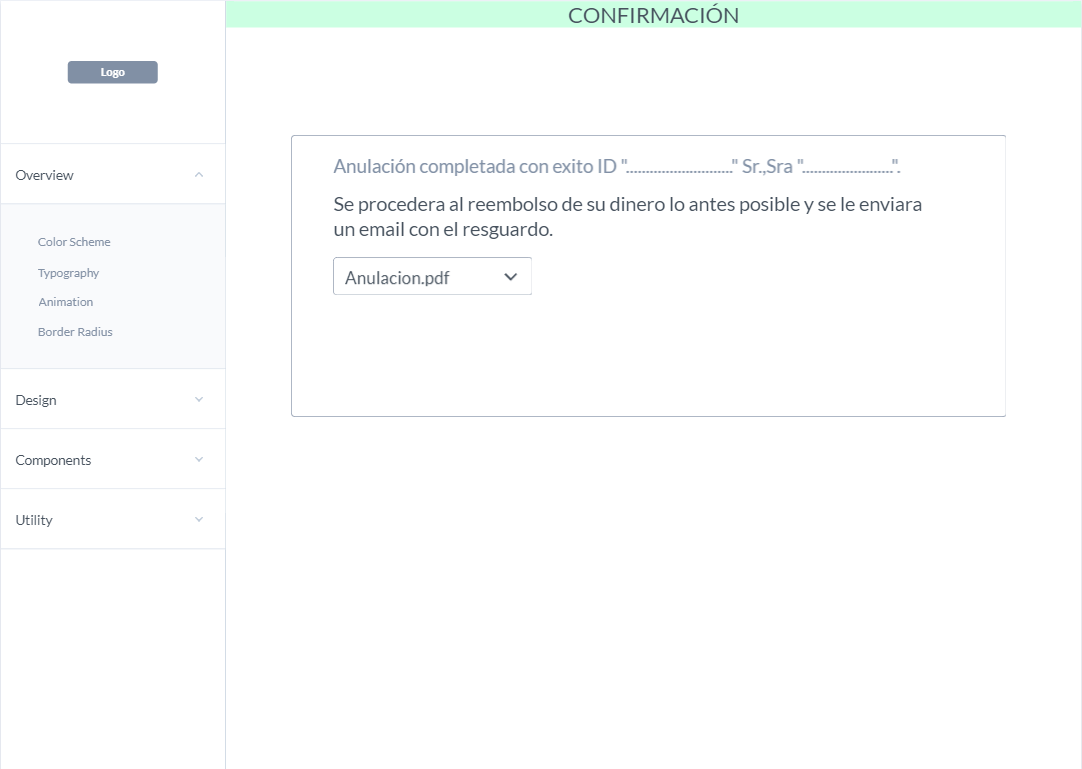 CONFIRMACIÓN
Logo
Overview
Color Scheme
Typography
Animation
Border Radius
Design
Components
Utility
Anulación completada con exito ID "..........................." Sr.,Sra ".......................".
Se procedera al reembolso de su dinero lo antes posible y se le enviara
un email con el resguardo.
Anulacion.pdf